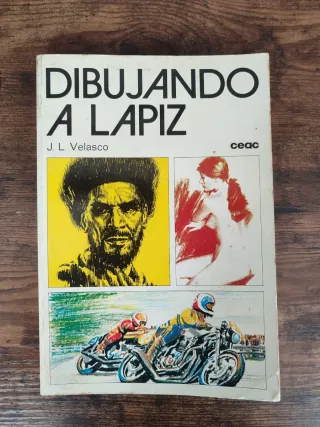 DIBUJANDO
A LAPIZ
J. L. Velasco
ceac